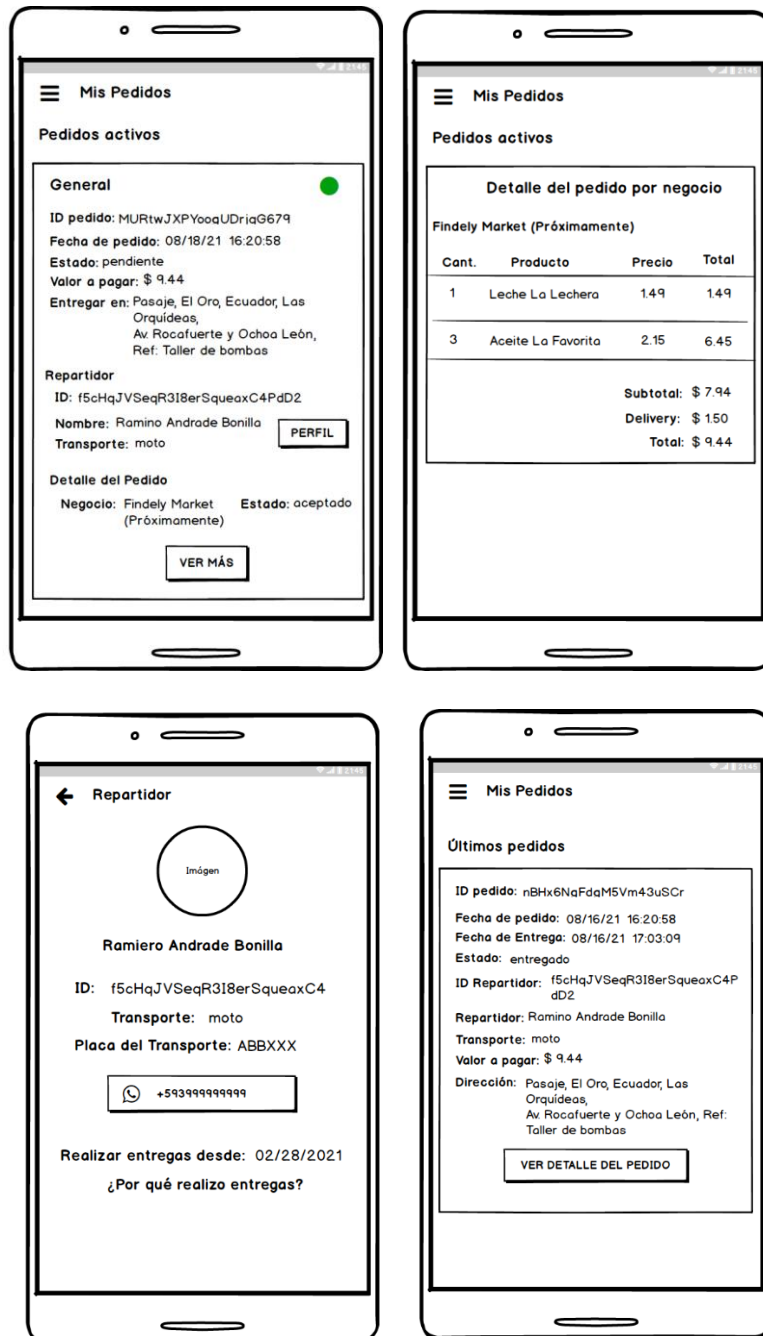 21:45
Mis Pedidos
Pedidos activos
General
ID pedido: MURtwJXPYooqUDrjqG679
Fecha de pedido: 08/18/21 16:20:58
Estado: pendiente
Valor a pagar: $ 9.44
Entregar en: Pasaje, El Oro, Ecuador, Las
Orquídeas,
Av. Rocafuerte y Ochoa León,
Ref: Taller de bombas
Repartidor
ID: f5cHqJVSeqR3I8erSqueaxC4PdD2
Nombre: Ramino Andrade Bonilla
Transporte: moto
PERFIL
Detalle del Pedido
Negocio: Findely Market Estado: aceptado
(Próximamente)
VER MÁS
21:45
Mis Pedidos
Pedidos activos
Detalle del pedido por negocio
Findely Market (Próximamente)
Cant. Producto Precio Total
1 Leche La Lechera 1.49 1.49
3 Aceite La Favorita 2.15 6.45
Subtotal: $ 7.94
Delivery: $ 1.50
Total: $ 9.44
21:45
Repartidor
Imágen
Ramiero Andrade Bonilla
ID: f5cHqJVSeqR3I8erSqueaxC4
Transporte: moto
Placa del Transporte: ABBXXX
+593999999999
Realizar entregas desde: 02/28/2021
¿Por qué realizo entregas?
21:45
Mis Pedidos
Últimos pedidos
ID pedido: nBHx6NqFdqM5Vm43uSCr
Fecha de pedido: 08/16/21 16:20:58
Fecha de Entrega: 08/16/21 17:03:09
Estado: entregado
ID Repartidor: f5cHqJVSeqR3I8erSqueaxC4P
dD2
Repartidor: Ramino Andrade Bonilla
Transporte: moto
Valor a pagar: $ 9.44
Dirección: Pasaje, El Oro, Ecuador, Las
Orquídeas,
Av. Rocafuerte y Ochoa León, Ref:
Taller de bombas
VER DETALLE DEL PEDIDO